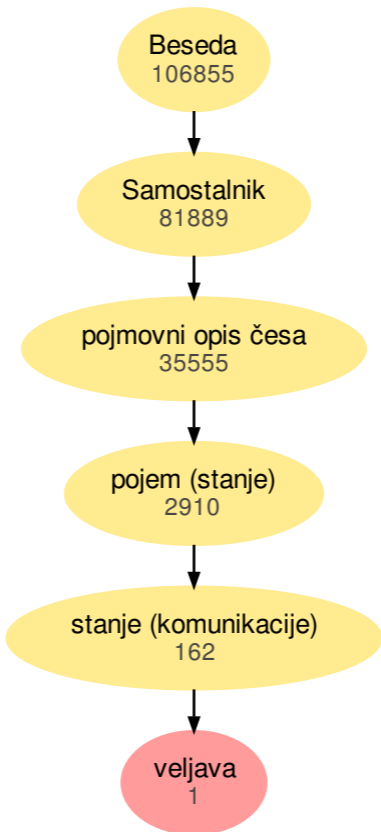 Beseda
106855
Samostalnik
81889
pojmovni opis česa
35555
pojem (stanje)
2910
stanje (komunikacije)
162
veljava
1